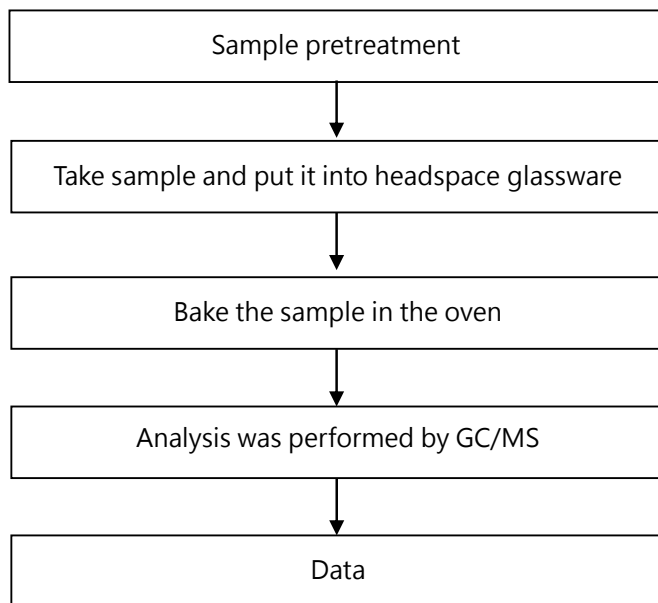 Sample pretreatment
Take sample and put it into headspace glassware
Bake the sample in the oven
Analysis was performed by GC/MS
Data